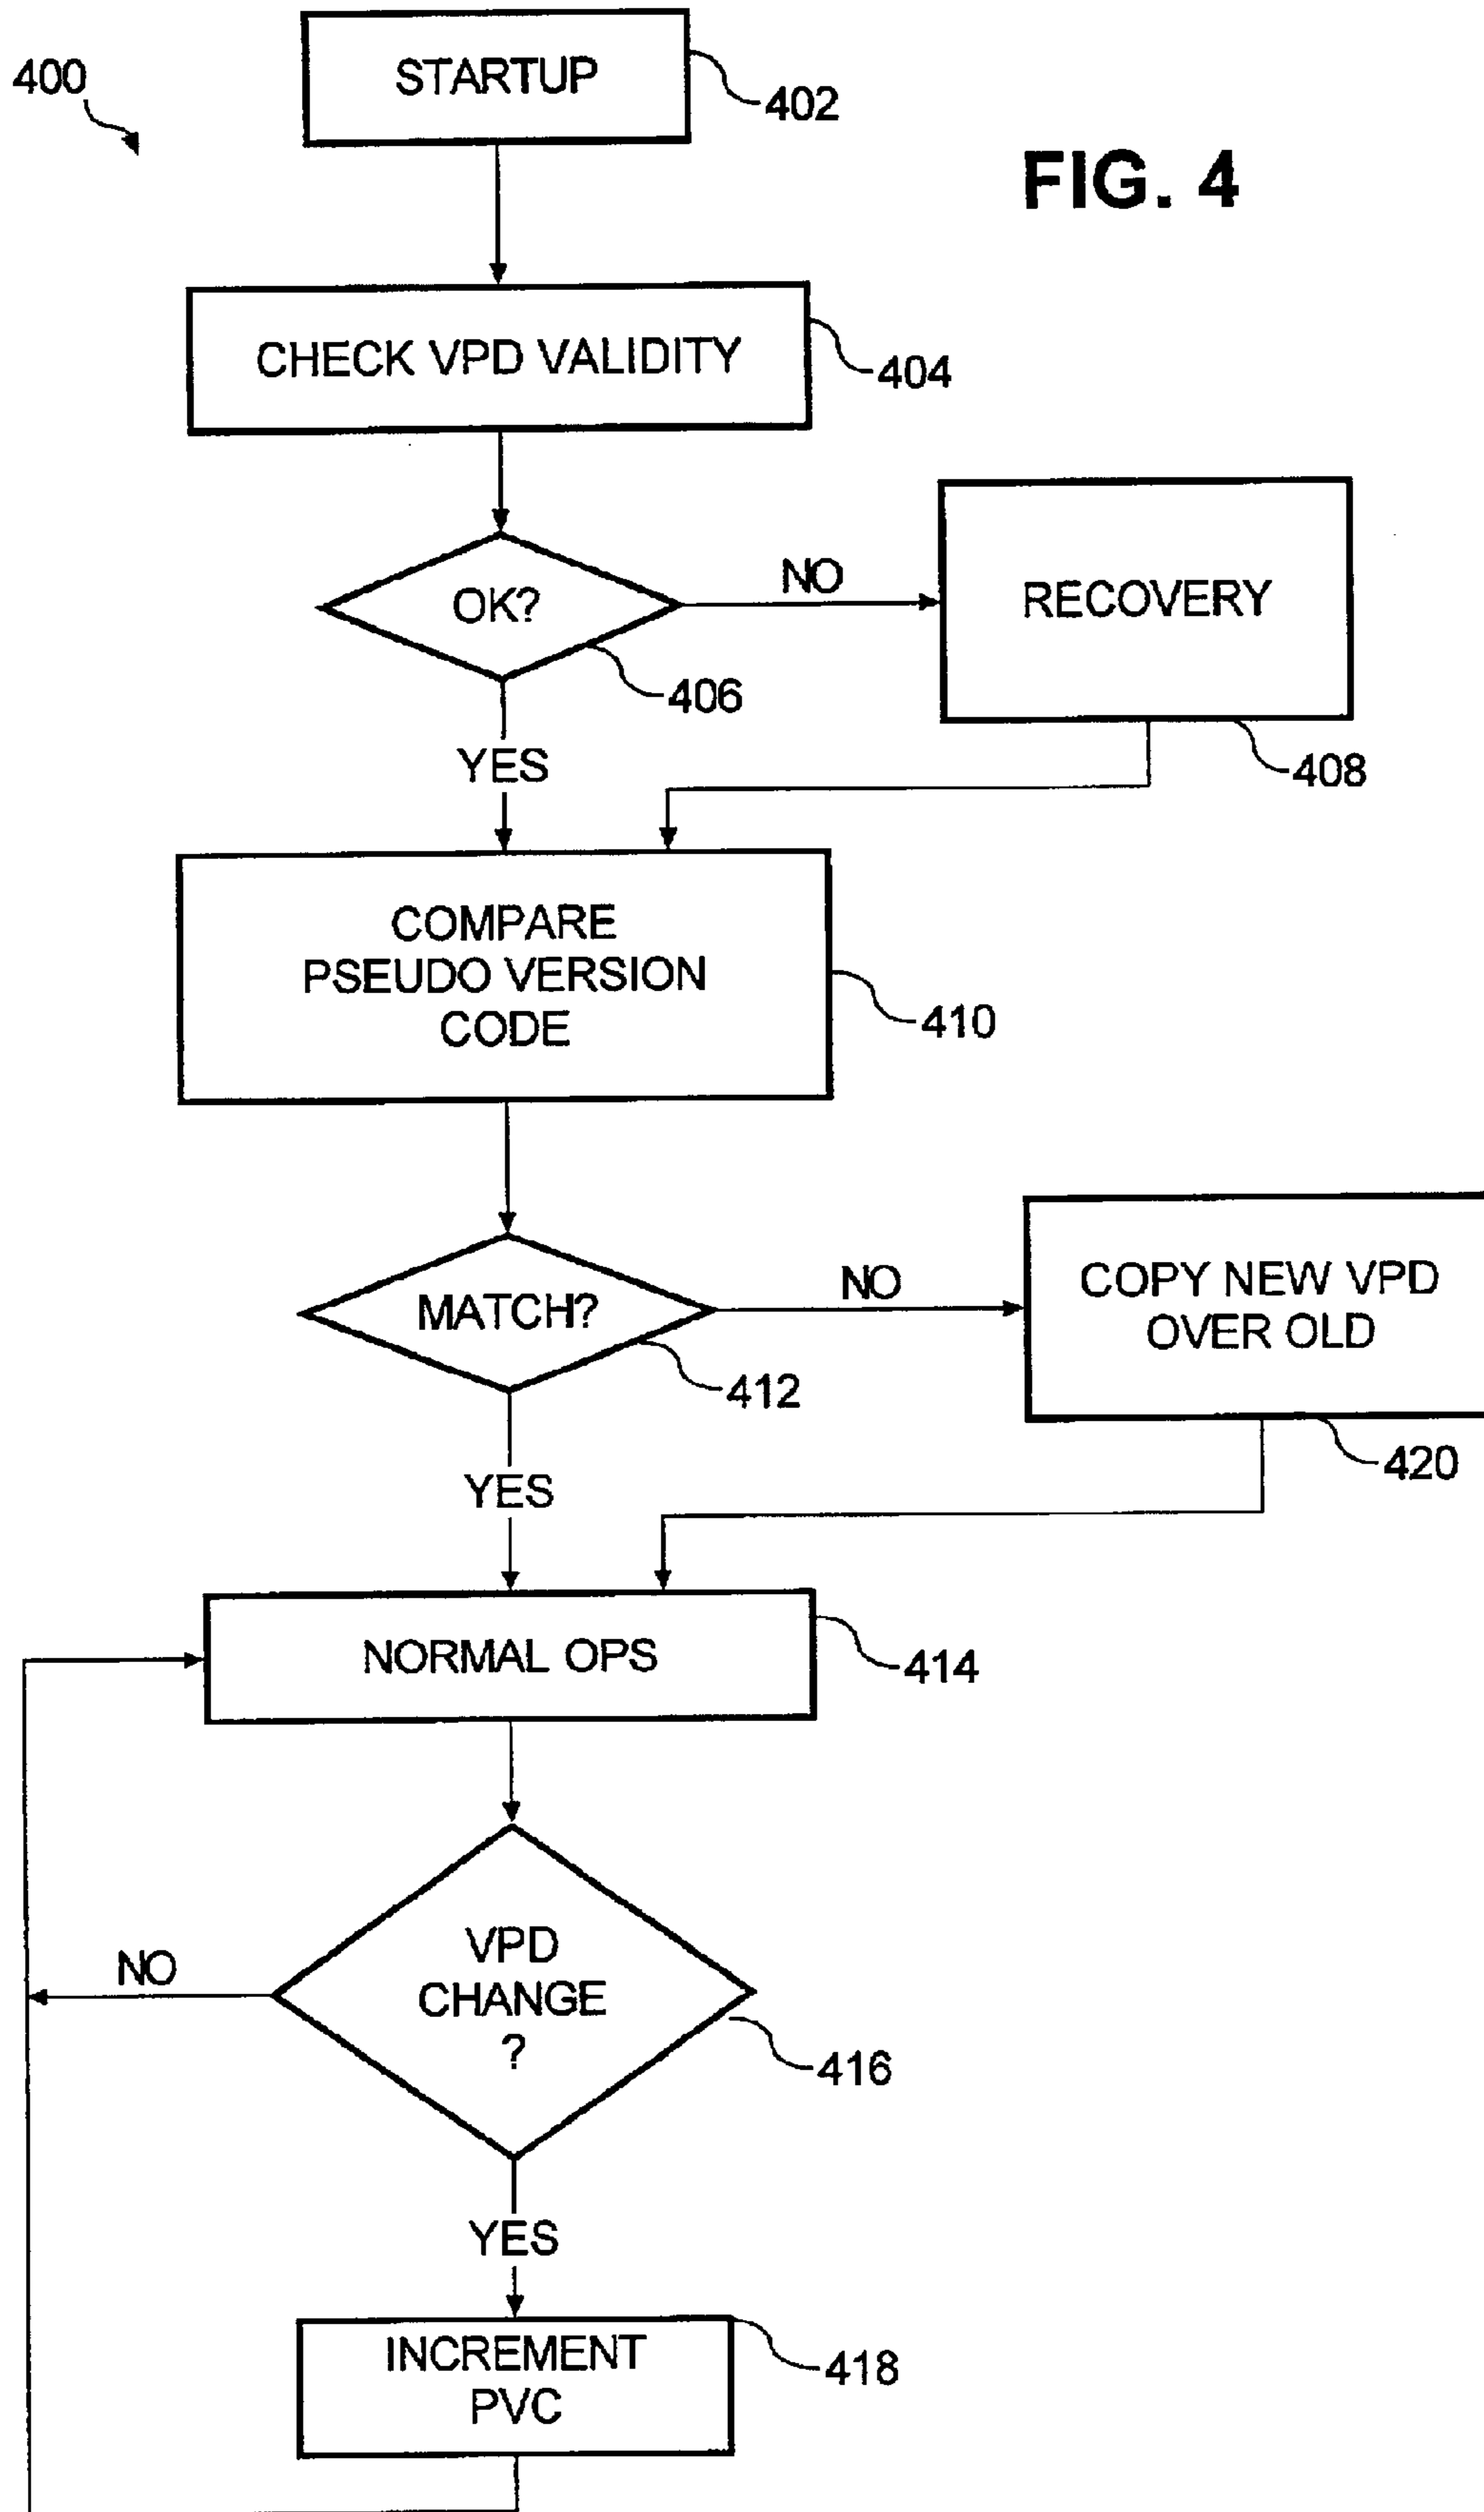 400
STARTUP
402
FIG. 4
CHECK VPD VALIDITY
404
OK?
NO
RECOVERY
406
YES
408
COMPARE
PSEUDO VERSION
CODE
410
MATCH?
NO
COPY NEW VPD
OVER OLD
412
420
YES
NORMAL OPS
414
VPD
CHANGE
?
NO
416
YES
INCREMENT
PVC
418